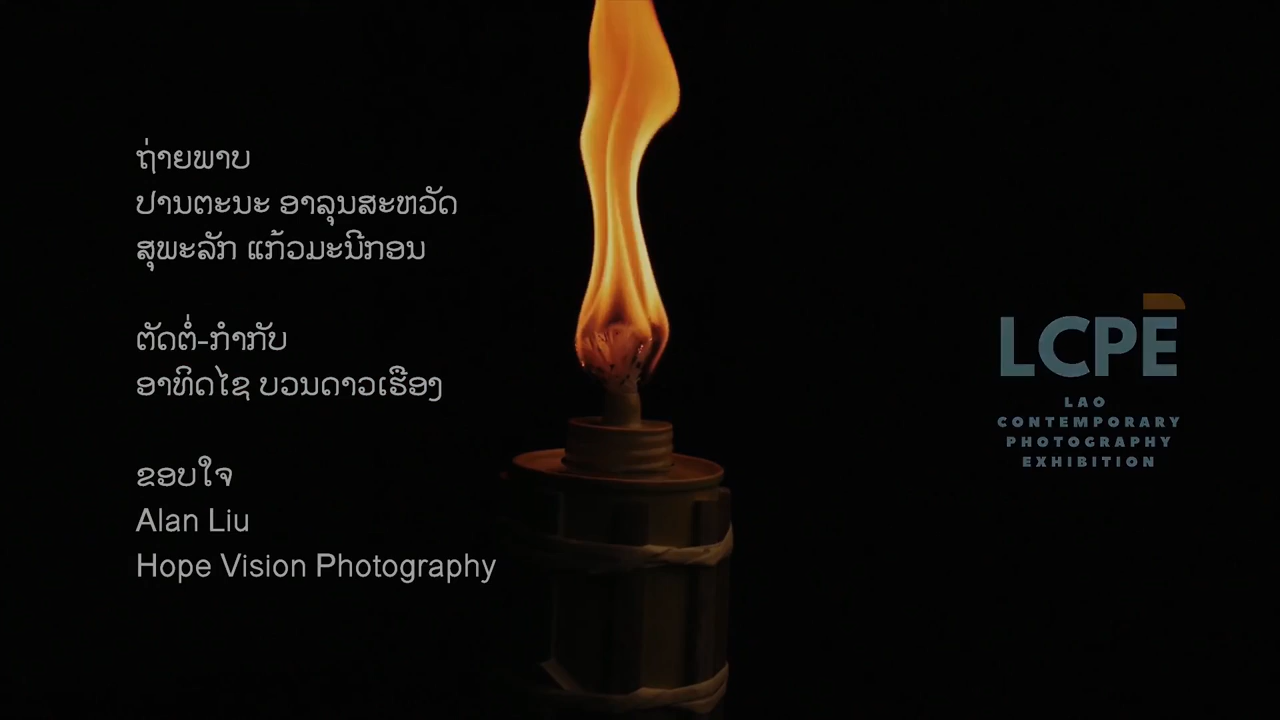 ຖ່າຍພາບ
ປານຕະນະ ອາລຸນສະຫວັດ
ສຸພະລັກ ແກ້ວມະນີກອນ
ຕັດຕໍ່-ກຳກັບ
ອາທິດໄຊ ບວນດາວເຮືອງ
ຂອບໃຈ
Alan Liu
Hope Vision Photography
LCPE
LAO
CONTEMPORARY
PHOTOGRAPHY
EXHIBITION